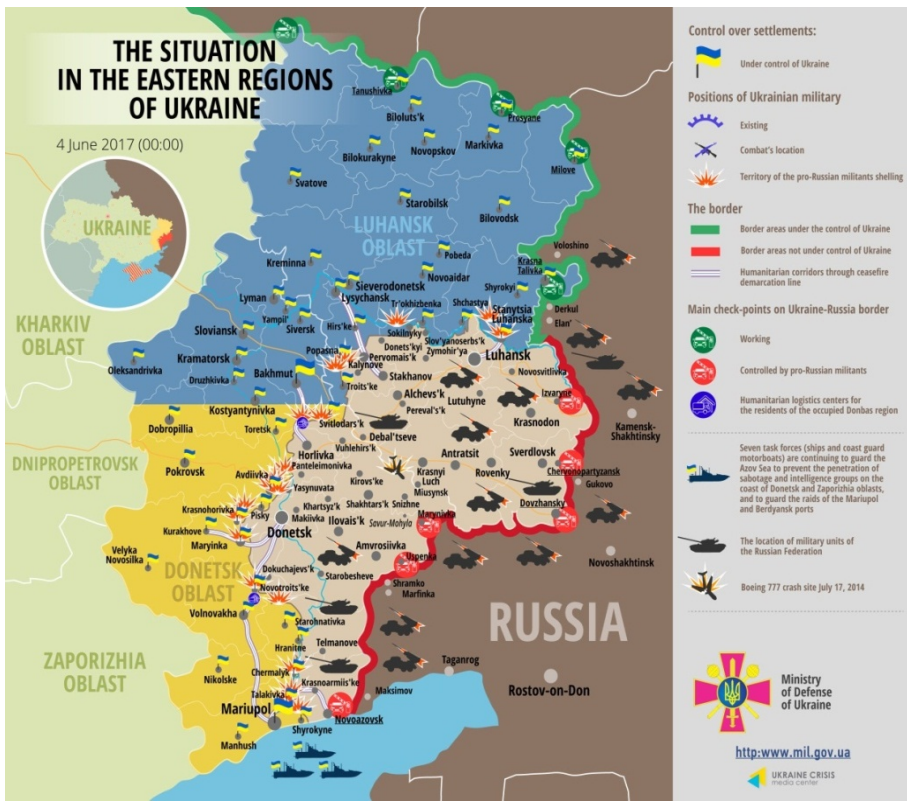 THE SITUATION
IN THE EASTERN REGIONS
OF UKRAINE
4 June 2017 (00:00)
UKRAINE
KHARKIV
OBLAST
DNIPROPETROVSK
OBLAST
ZAPORIZHIA
OBLAST
LUHANSK
OBLAST
DONETSK
OBLAST
RUSSIA
Tanushivka
Biloluts'k
Prosyane
Bilokurakyne
Novopskov
Markivka
Milove
Svatove
Starobilsk
Bilovodsk
Pobeda
Voloshino
Kreminna
Krasna
Talivka
Sieverodonetsk
Novoaidar
Lyman
Lysychansk
Shyrokyi
Tr'okhizbenka
Shchastya
Stanytsia
Luhanska
Yampil'
Siversk
Hirs'ke
Derkul
Elan'
Sloviansk
Sokilnyky
Slov'yanoserbs'k
Donets'kyi
Zymohir'ya
Luhansk
Popasna
Pervomais'k
Kalynove
Kramatorsk
Oleksandrivka
Druzhkivka
Bakhmut
Troits'ke
Stakhanov
Novosvitlivka
Izvaryne
Alchevs'k
Lutuhyne
Kostyantynivka
Pereval's'k
Krasnodon
Kamensk-
Shakhtinsky
Dobropillia
Toretsk
Svitlodars'k
Debal'tseve
Vuhlehirs'k
Horlivka
Panteleimonivka
Antratsit
Sverdlovsk
Pokrovsk
Avdiivka
Yasynuvata
Kirovs'ke
Krasnyi
Luch
Rovenky
Chervonopartyzansk
Miusynsk
Gukovo
Krasnohorivka
Pisky
Khartsyz'k
Shakhtars'k
Snizhne
Dovzhansky
Makiivka
Savur-Mohyla
Marynivka
Ilovais'k
Kurakhove
Maryinka
Donetsk
Velyka
Novosilka
Amvrosiivka
Uspenka
Novoshakhtinsk
Dokuchajevs'k
Starobesheve
Novotroits'ke
Shramko
Marfinka
Volnovakha
Starohnativka
Hranitne
Telmanove
Chermalyk
Taganrog
Nikolske
Krasnoarmiis'ke
Rostov-on-Don
Talakivka
Maksimov
Mariupol
Novoazovsk
Shyrokyne
Manhush
Control over settlements:
Under control of Ukraine
Positions of Ukrainian military
Existing
Combat's location
Territory of the pro-Russian militants shelling
The border
Border areas under the control of Ukraine
Border areas not under control of Ukraine
Humanitarian corridors through ceasefire
demarcation line
Main check-points on Ukraine-Russia border
Working
Controlled by pro-Russian militants
Humanitarian logistics centers for
the residents of the occupied Donbas region
Seven task forces (ships and coast guard
motorboats) are continuing to guard the
Azov Sea to prevent the penetration of
sabotage and intelligence groups on the
coast of Donetsk and Zaporizhia oblasts,
and to guard the raids of the Mariupol
and Berdyansk ports
The location of military units of
the Russian Federation
Boeing 777 crash site July 17, 2014
Ministry
of Defense
of Ukraine
http:www.mil.gov.ua
UKRAINE CRISIS
media center